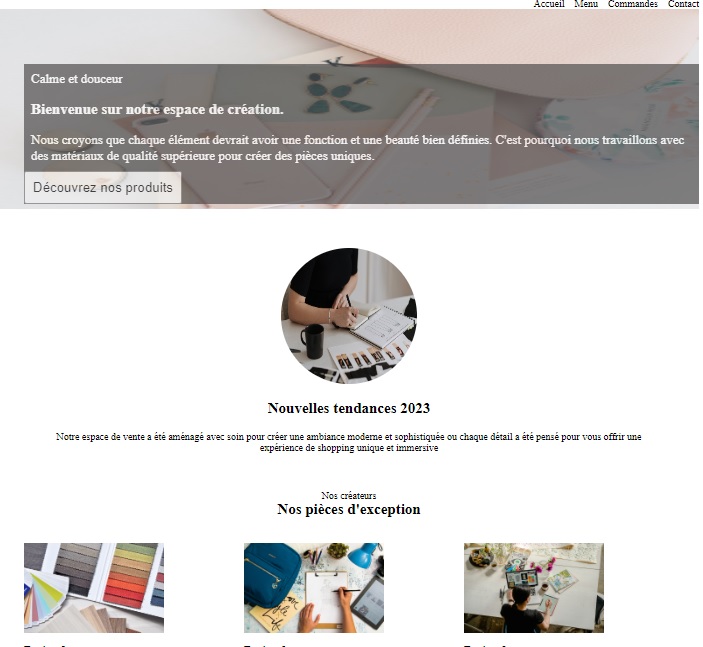 Accueil Menu Commandes Contact
Calme et douceur
Bienvenue sur notre espace de création.
Nous croyons que chaque élément devrait avoir une fonction et une beauté bien définies. C'est pourquoi nous travaillons avec
des matériaux de qualité supérieure pour créer des pièces uniques.
Découvrez nos produits
Nouvelles tendances 2023
Notre espace de vente a été aménagé avec soin pour créer une ambiance moderne et sophistiquée ou chaque détail a été pensé pour vous offrir une
expérience de shopping unique et immersive
Nos créateurs
Nos pièces d'exception